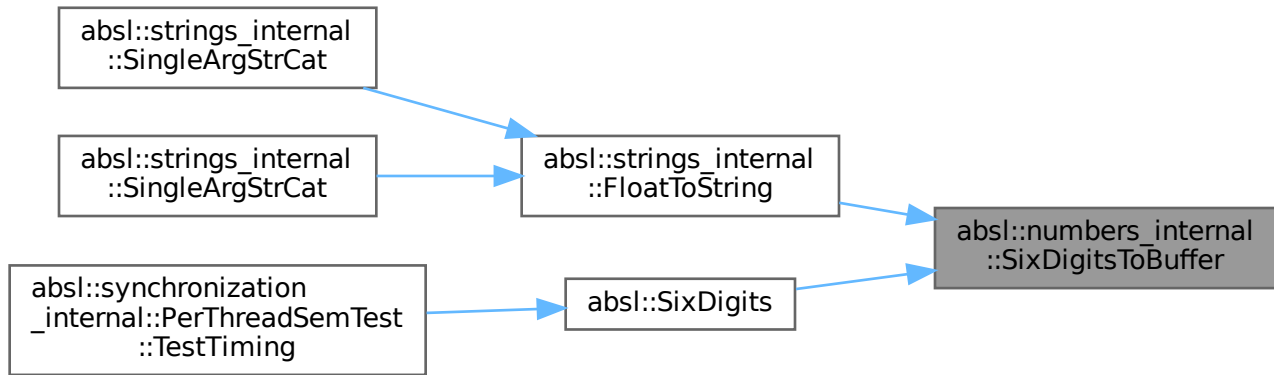 absl::strings_internal
::SingleArgStrCat
absl::strings_internal
::SingleArgStrCat
absl::strings_internal
::FloatToString
absl::numbers_internal
::SixDigitsToBuffer
absl::synchronization
_internal::PerThreadSemTest
::TestTiming
absl::SixDigits